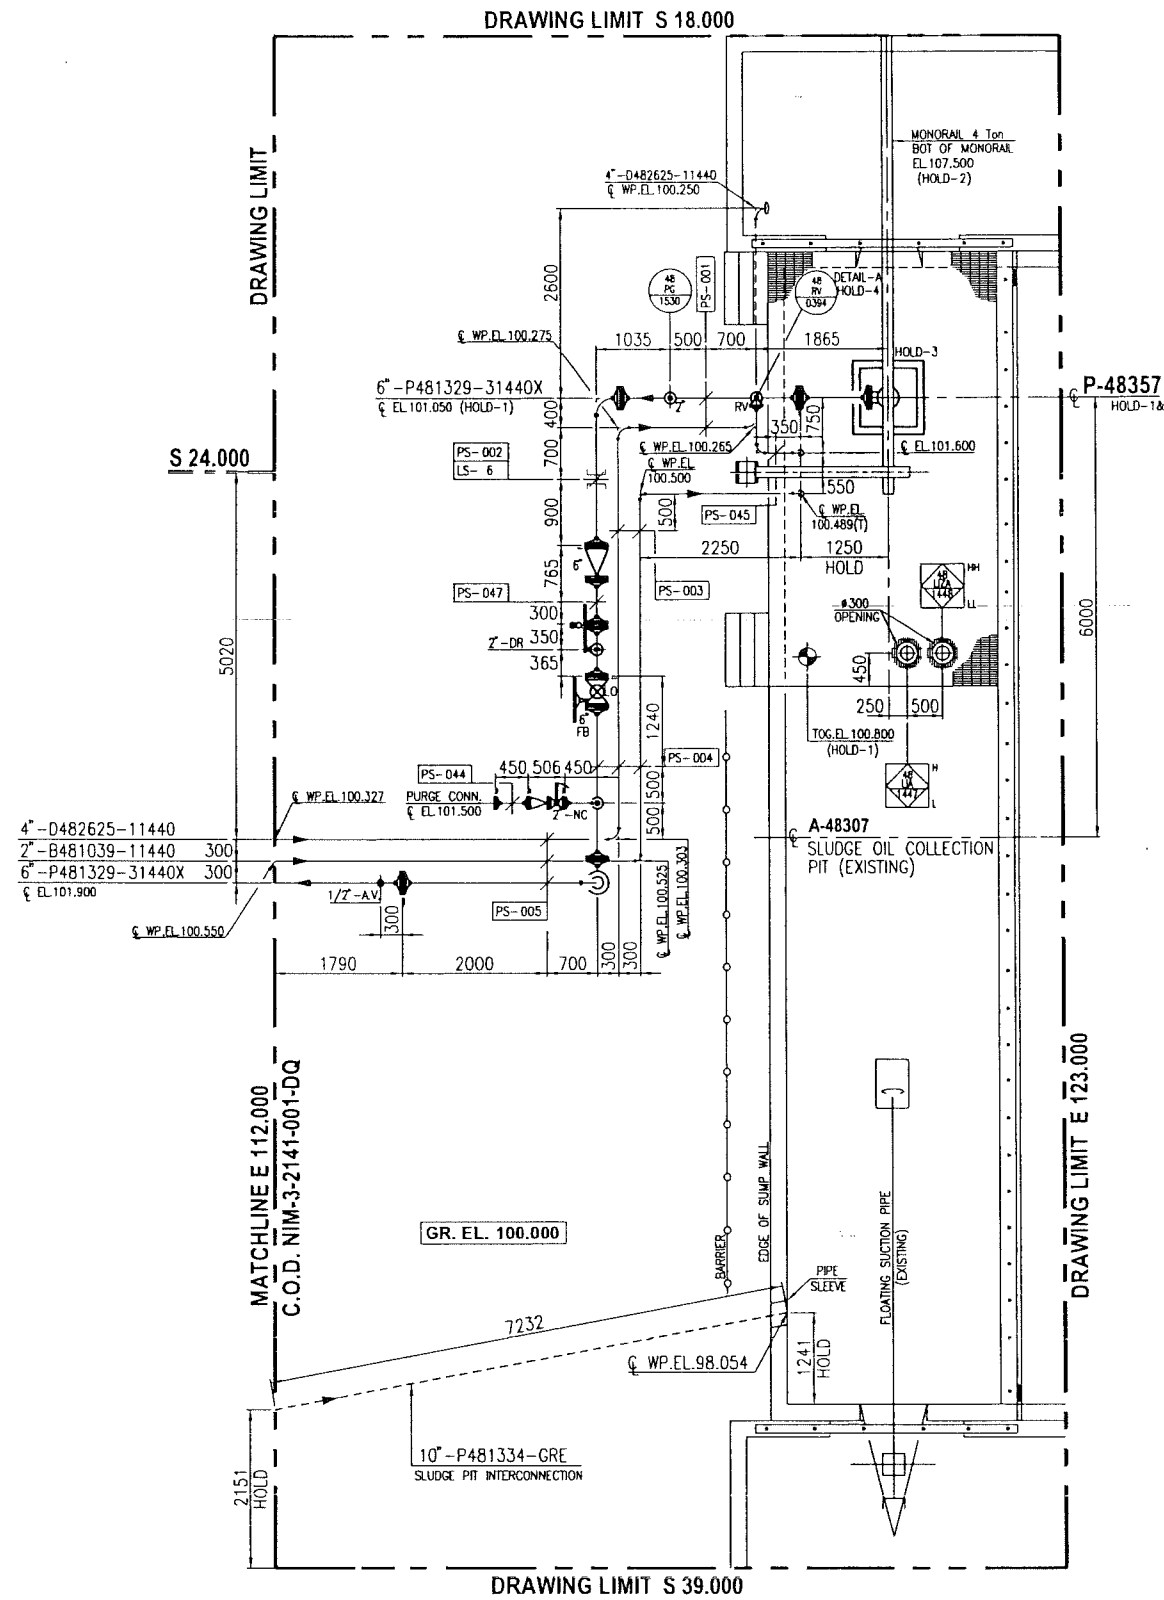 DRAWING LIMIT S 18.000
DRAWING LIMIT
MONORAIL 4 Ton
BOT OF MONORAIL
EL.107.500
(HOLD-2)
4"-D482625-11440
℄ WP.EL.100.250
2600
48
PG
1530
PS-001
48
RV
0394
DETAIL-A
HOLD-4
℄ WP.EL.100.275
1035
500
700
1865
HOLD-3
6"-P481329-31440X
℄ EL.101.050 (HOLD-1)
400
2"
RV
750
350
℄ P-48357
HOLD-1&
PS-002
LS-6
700
℄ WP.EL.100.265
℄ EL.101.600
℄ WP.EL
100.500
S 24.000
550
900
PS-045
500
℄ WP.EL
100.489(T)
2250
1250
HOLD
6"
765
PS-047
PS-003
48
LIZA
1448
HH
LL
300
ø300
OPENING
2"-DR
350
365
5020
6000
450
LO
250
500
6"
FB
1240
TOG.EL.100.800
(HOLD-1)
PS-004
48
LIA
1447
H
L
PS-044
450
506
450
PURGE CONN.
℄ EL.101.500
2"-NC
500
500
℄ WP.EL.100.327
4"-D482625-11440
2"-B481039-11440
300
6"-P481329-31440X
300
℄ EL.101.900
A-48307
℄ SLUDGE OIL COLLECTION
PIT (EXISTING)
1/2"-A.V.
300
PS-005
℄ WP.EL.100.525
℄ WP.EL.100.303
℄ WP.EL.100.550
1790
2000
700
300
300
MATCHLINE E 112.000
C.O.D. NIM-3-2141-001-DQ
GR. EL. 100.000
BARRIER
EDGE OF SUMP WALL
FLOATING SUCTION PIPE
(EXISTING)
DRAWING LIMIT E 123.000
PIPE
SLEEVE
7232
℄ WP.EL.98.054
1241
HOLD
10"-P481334-GRE
SLUDGE PIT INTERCONNECTION
2151
HOLD
DRAWING LIMIT S 39.000